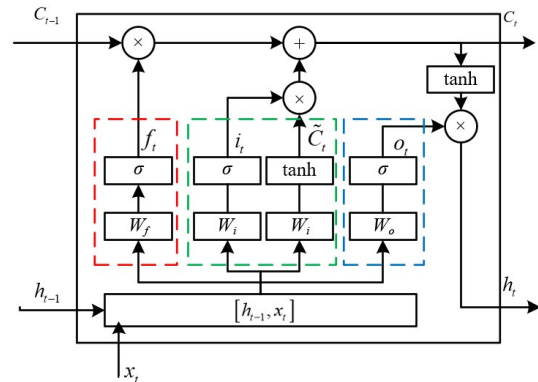 C_{t-1} × + C_t
tanh
× ×
f_t i_t C̃_t o_t
σ σ tanh σ
W_f W_i W_i W_o
h_{t-1} h_t
[h_{t-1}, x_t]
x_t